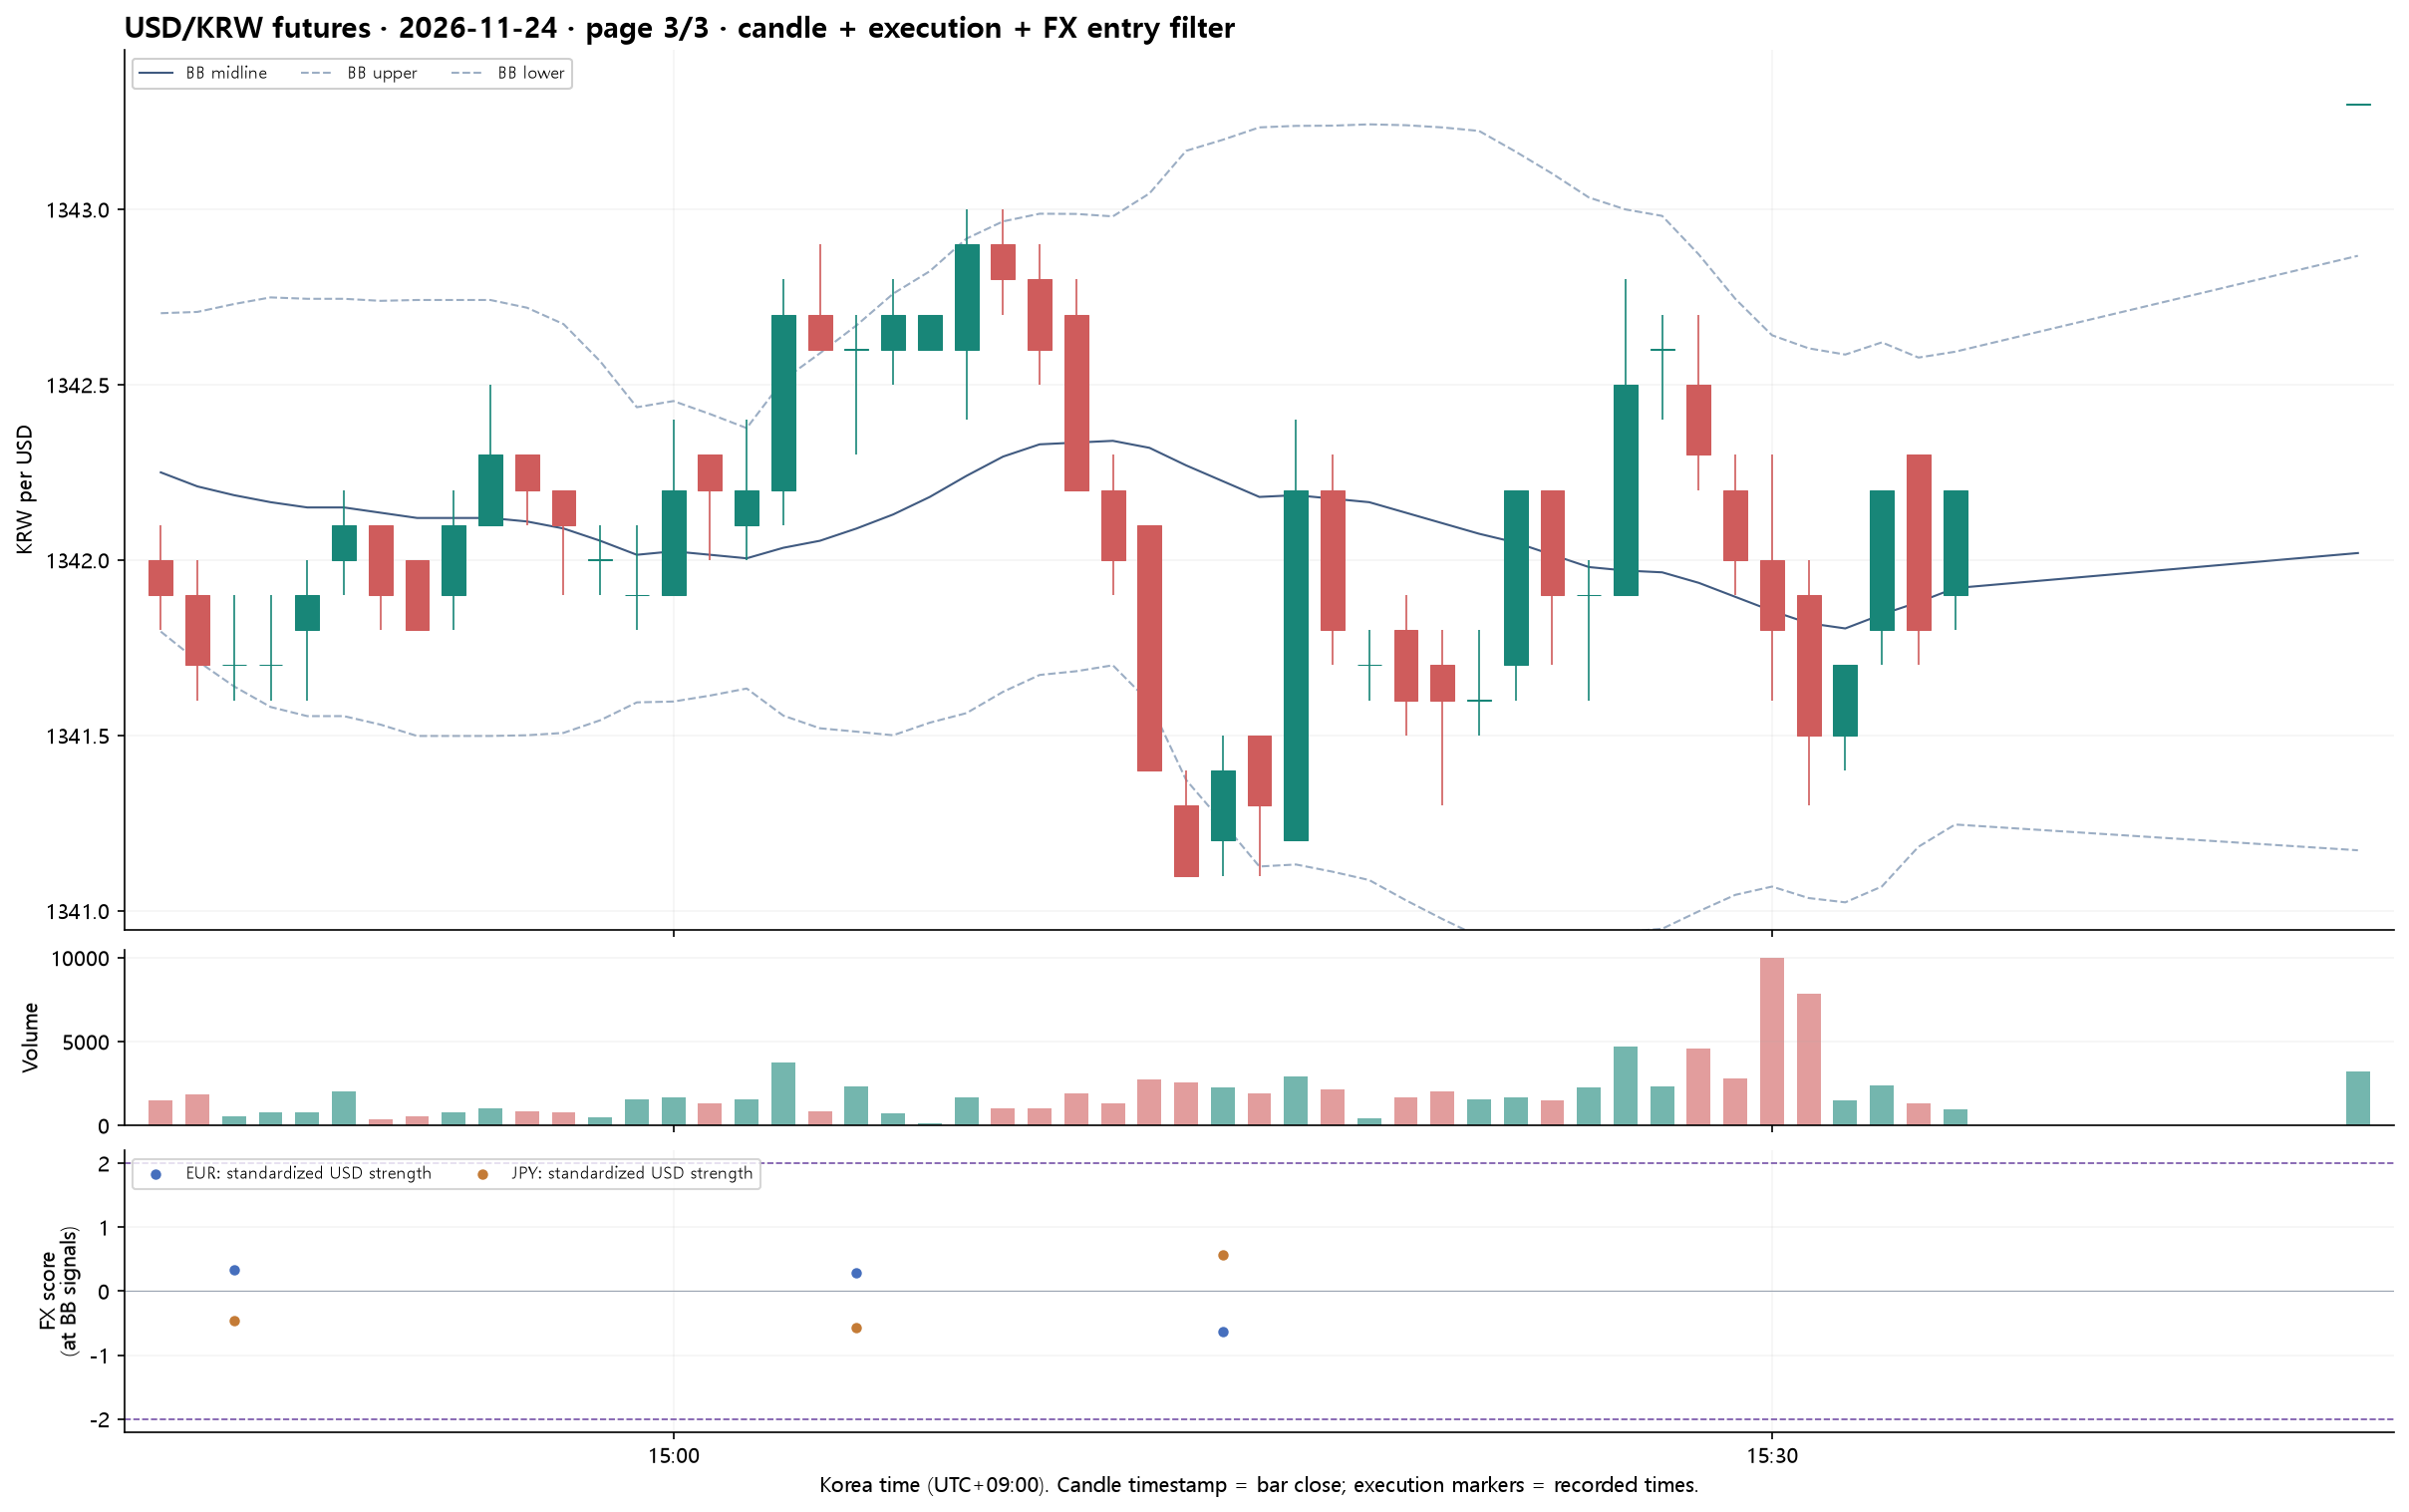 USD/KRW futures · 2026-11-24 · page 3/3 · candle + execution + FX entry filter
BB midline BB upper BB lower
KRW per USD
1343.0
1342.5
1342.0
1341.5
1341.0
Volume
10000
5000
0
FX score
(at BB signals)
EUR: standardized USD strength JPY: standardized USD strength
2
1
0
-1
-2
15:00 15:30
Korea time (UTC+09:00). Candle timestamp = bar close; execution markers = recorded times.